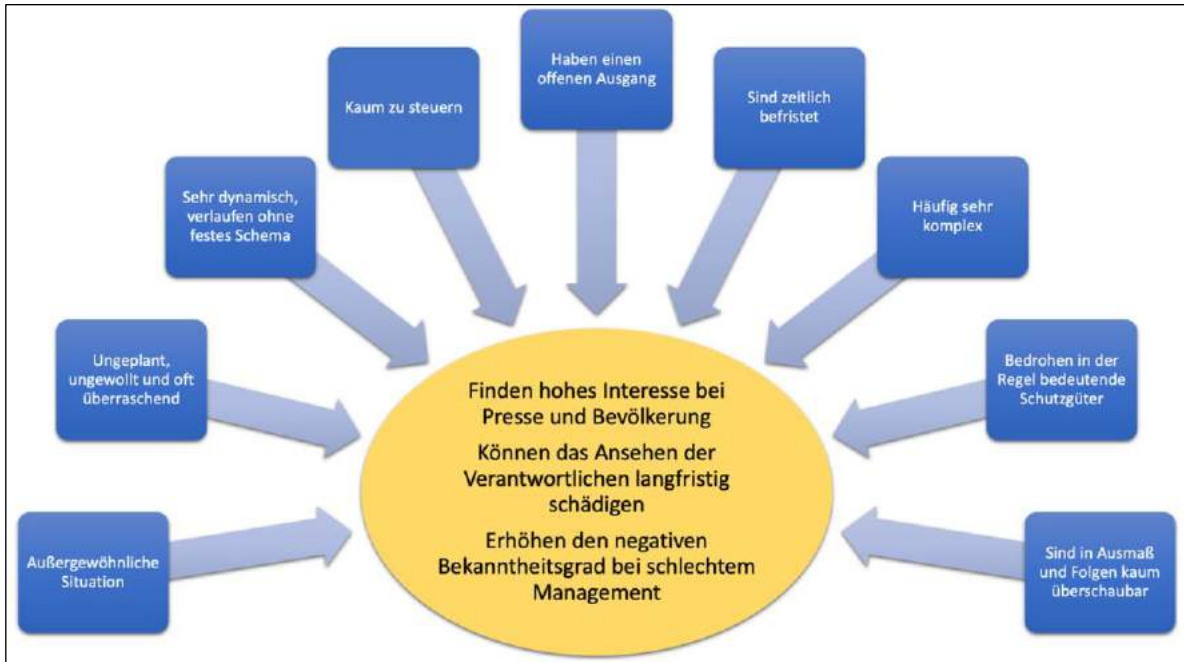 Außergewöhnliche
Situation
Ungeplant,
ungewollt und oft
überraschend
Sehr dynamisch,
verlaufen ohne
festes Schema
Kaum zu steuern
Haben einen
offenen Ausgang
Sind zeitlich
befristet
Häufig sehr
komplex
Bedrohen in der
Regel bedeutende
Schutzgüter
Sind in Ausmaß
und Folgen kaum
überschaubar
Finden hohes Interesse bei
Presse und Bevölkerung
Können das Ansehen der
Verantwortlichen langfristig
schädigen
Erhöhen den negativen
Bekanntheitsgrad bei schlechtem
Management